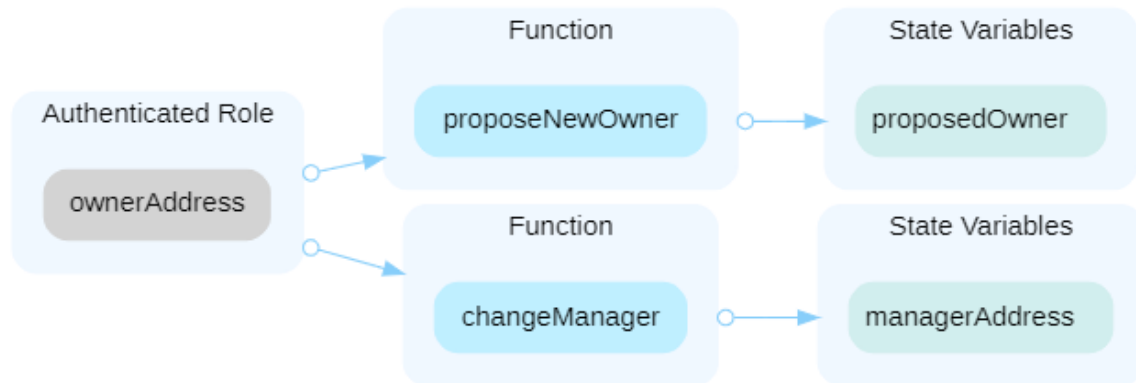 Authenticated Role
ownerAddress
Function
proposeNewOwner
State Variables
proposedOwner
Function
changeManager
State Variables
managerAddress